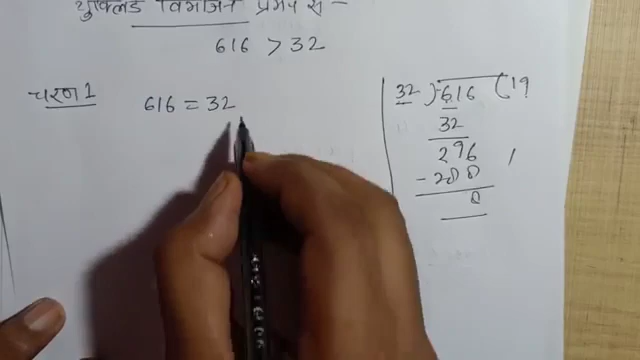 यूक्लिड विभाजन प्रमेय से -
616 > 32
चरण 1
616 = 32
32 ) 616 ( 19
32
296
- 288
8